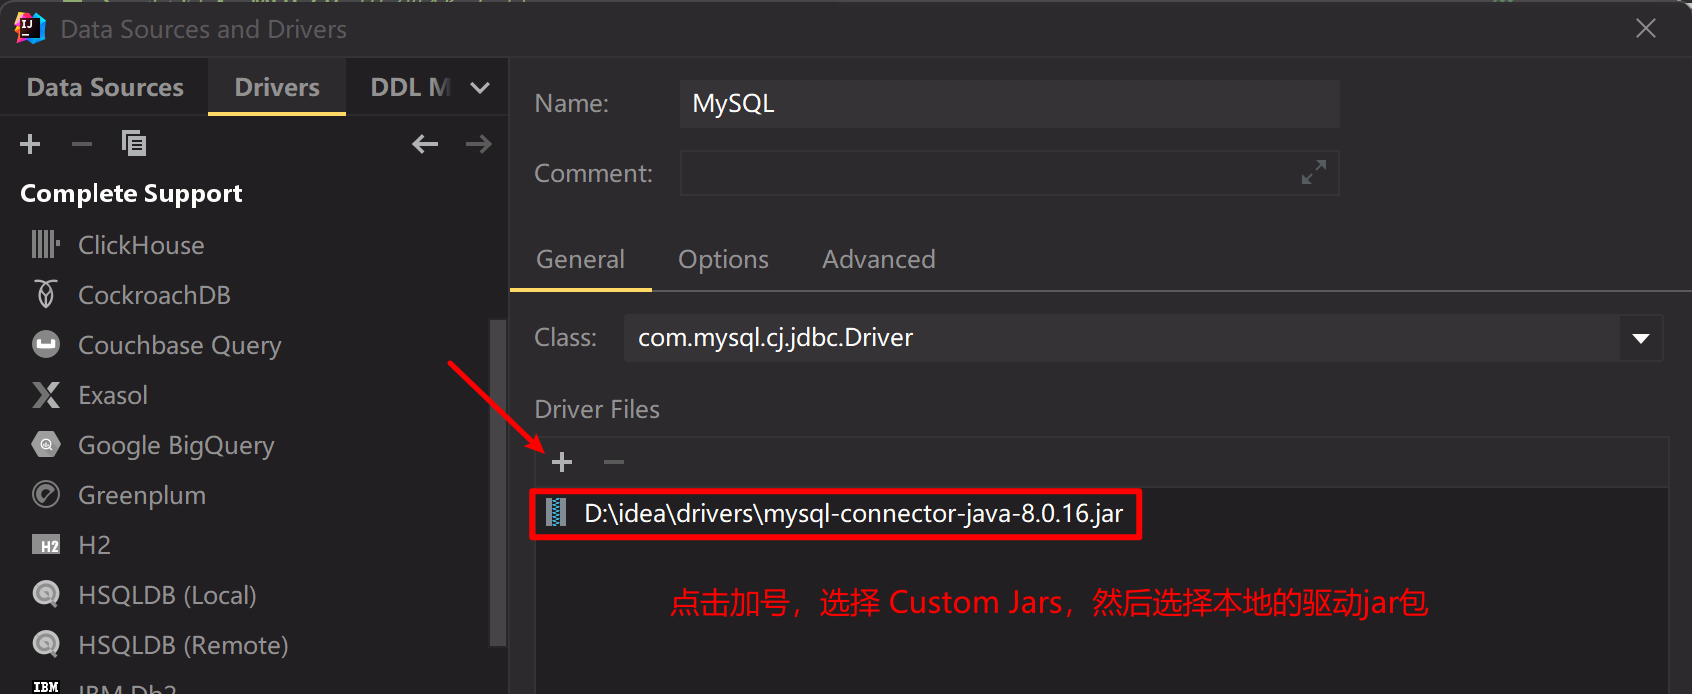 Data Sources and Drivers
Data Sources
Drivers
DDL M
Complete Support
ClickHouse
CockroachDB
Couchbase Query
Exasol
Google BigQuery
Greenplum
H2
HSQLDB (Local)
HSQLDB (Remote)
IBM Db2
Name: MySQL
Comment:
General Options Advanced
Class: com.mysql.cj.jdbc.Driver
Driver Files
D:\idea\drivers\mysql-connector-java-8.0.16.jar
点击加号，选择 Custom Jars，然后选择本地的驱动jar包